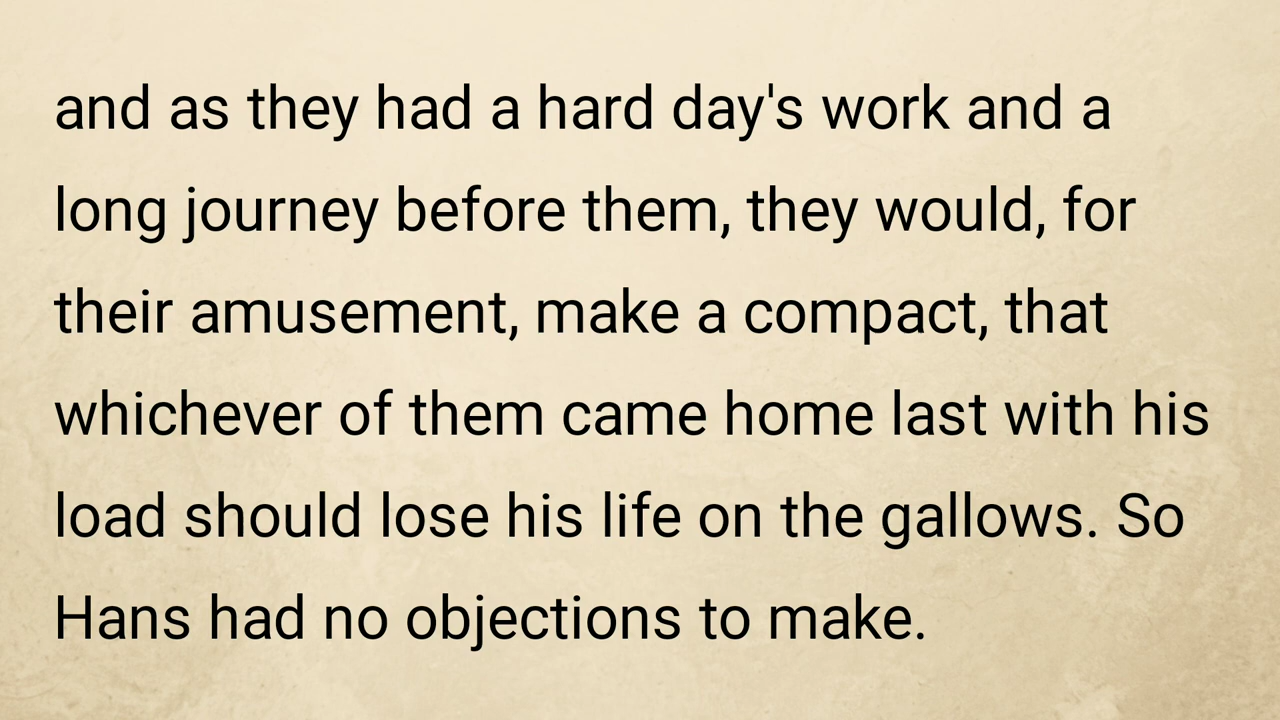 and as they had a hard day's work and a
long journey before them, they would, for
their amusement, make a compact, that
whichever of them came home last with his
load should lose his life on the gallows. So
Hans had no objections to make.